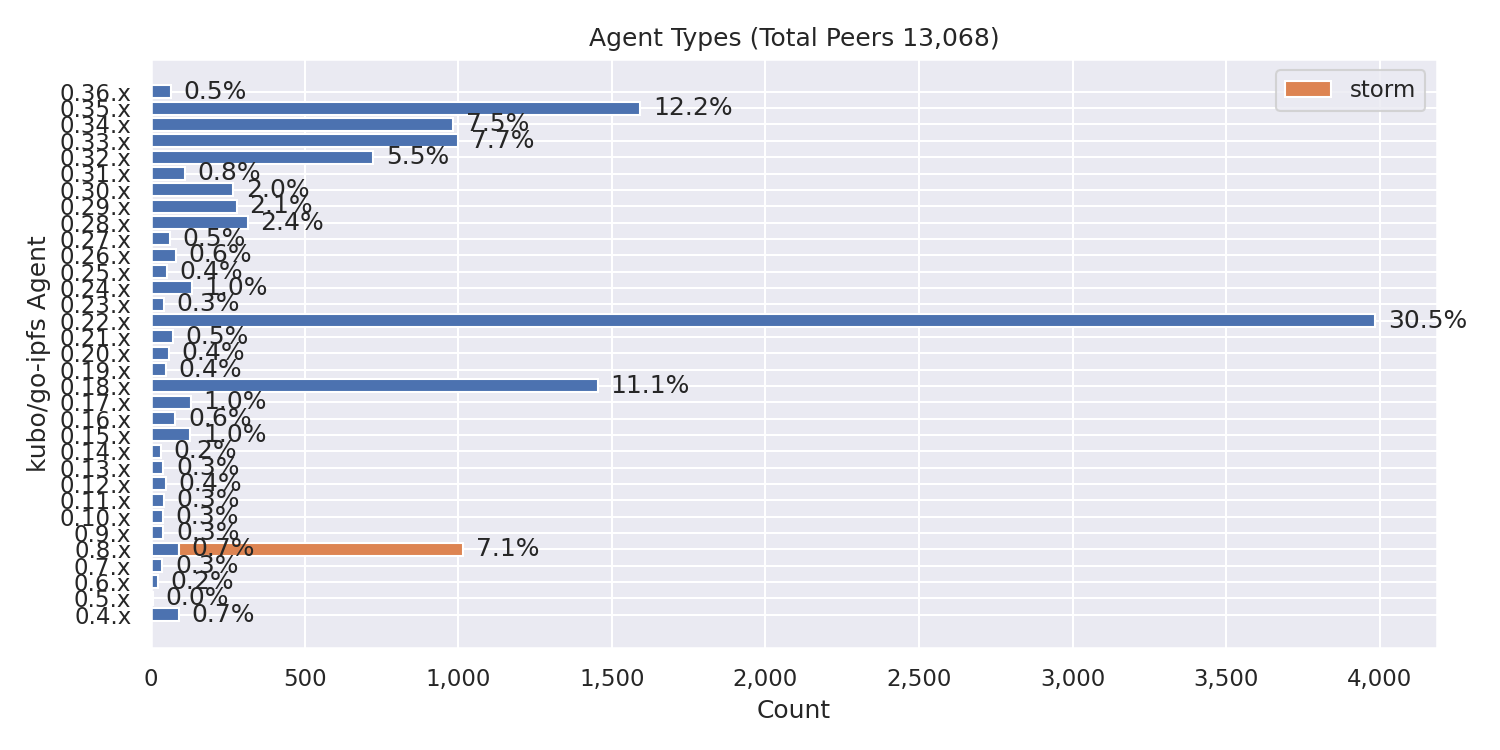 Agent Types (Total Peers 13,068)
storm
kubo/go-ipfs Agent
0.36.x 0.5%
0.35.x 12.2%
0.34.x 7.5%
0.33.x 7.7%
0.32.x 5.5%
0.31.x 0.8%
0.30.x 2.0%
0.29.x 2.1%
0.28.x 2.4%
0.27.x 0.5%
0.26.x 0.6%
0.25.x 0.4%
0.24.x 1.0%
0.23.x 0.3%
0.22.x 30.5%
0.21.x 0.5%
0.20.x 0.4%
0.19.x 0.4%
0.18.x 11.1%
0.17.x 1.0%
0.16.x 0.6%
0.15.x 1.0%
0.14.x 0.2%
0.13.x 0.3%
0.12.x 0.4%
0.11.x 0.3%
0.10.x 0.3%
0.9.x 0.3%
0.8.x 0.7% 7.1%
0.7.x 0.3%
0.6.x 0.2%
0.5.x 0.0%
0.4.x 0.7%
0 500 1,000 1,500 2,000 2,500 3,000 3,500 4,000
Count